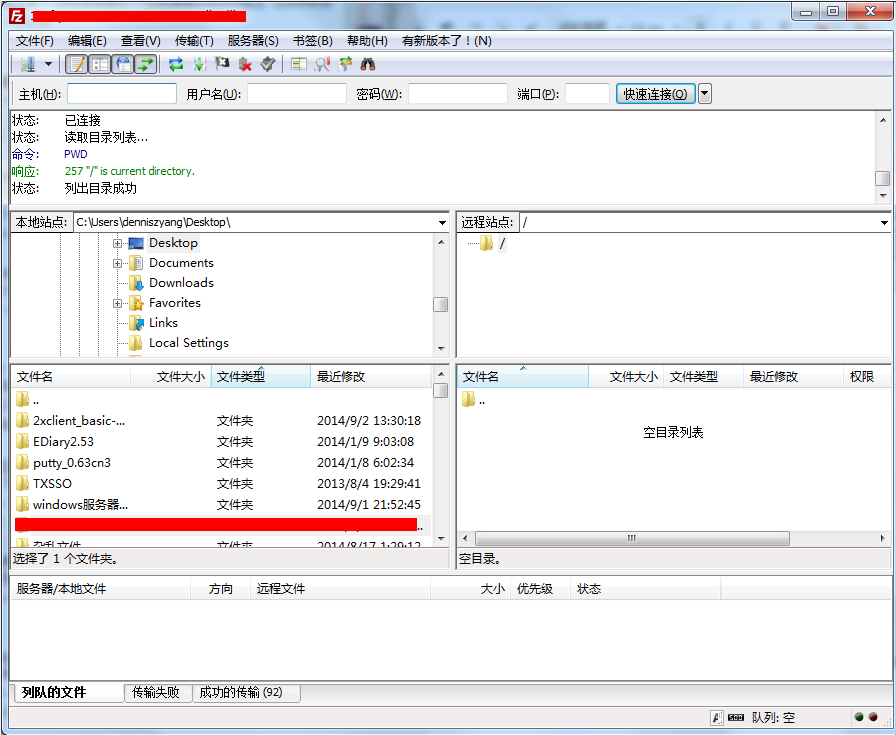 文件(F) 编辑(E) 查看(V) 传输(T) 服务器(S) 书签(B) 帮助(H) 有新版本了！(N)
主机(H): 用户名(U): 密码(W): 端口(P): 快速连接(Q)
状态: 已连接
状态: 读取目录列表...
命令: PWD
响应: 257 "/" is current directory.
状态: 列出目录成功
本地站点: C:\Users\denniszyang\Desktop\
Desktop
Documents
Downloads
Favorites
Links
Local Settings
远程站点: /
/
文件名 文件大小 文件类型 最近修改
..
2xclient_basic-... 文件夹 2014/9/2 13:30:18
EDiary2.53 文件夹 2014/1/9 9:03:08
putty_0.63cn3 文件夹 2014/1/8 6:02:34
TXSSO 文件夹 2013/8/4 19:29:41
windows服务器... 文件夹 2014/9/1 21:52:45
..
杂乱文件 文件夹 2014/8/17 1:29:12
选择了 1 个文件夹。
文件名 文件大小 文件类型 最近修改 权限
..
空目录列表
空目录。
服务器/本地文件 方向 远程文件 大小 优先级 状态
列队的文件 传输失败 成功的传输 (92)
队列: 空